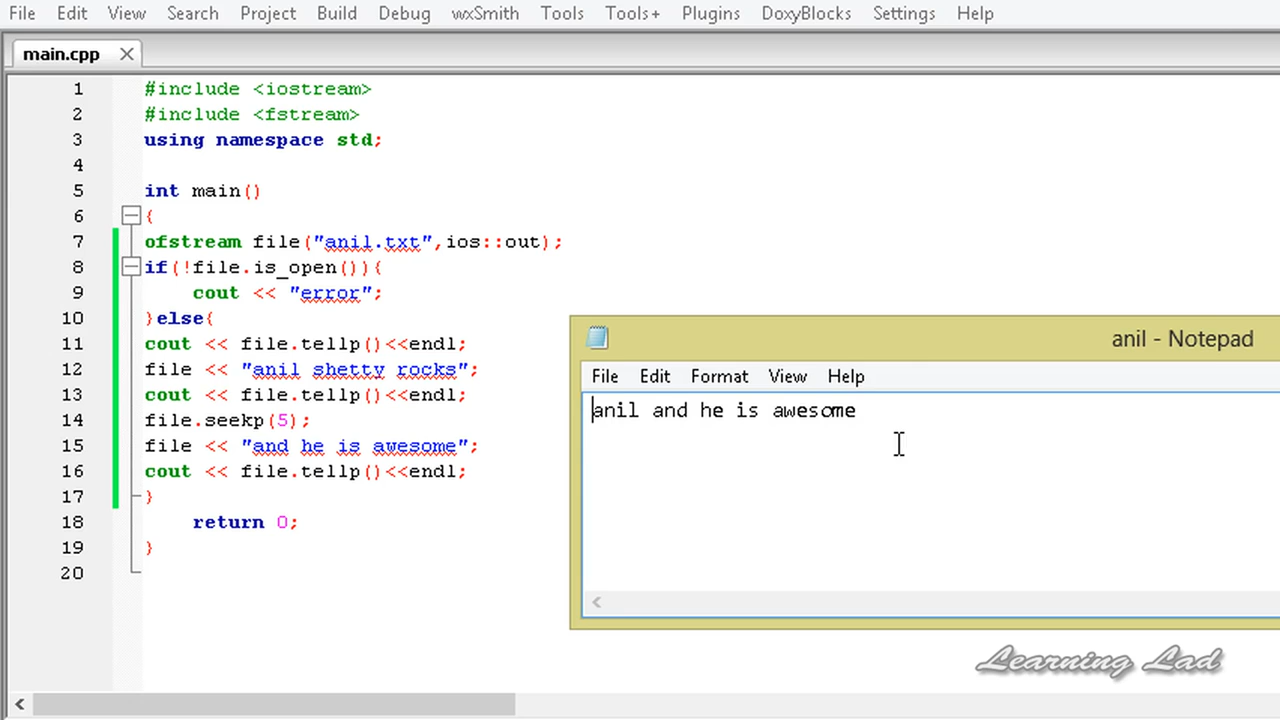 File Edit View Search Project Build Debug wxSmith Tools Tools+ Plugins DoxyBlocks Settings Help
main.cpp
1 #include <iostream>
2 #include <fstream>
3 using namespace std;
4
5 int main()
6 {
7 ofstream file("anil.txt",ios::out);
8 if(!file.is_open()){
9 cout << "error";
10 }else{
11 cout << file.tellp()<<endl;
12 file << "anil shetty rocks";
13 cout << file.tellp()<<endl;
14 file.seekp(5);
15 file << "and he is awesome";
16 cout << file.tellp()<<endl;
17 }
18 return 0;
19 }
20
anil - Notepad
File Edit Format View Help
anil and he is awesome
Learning Lad